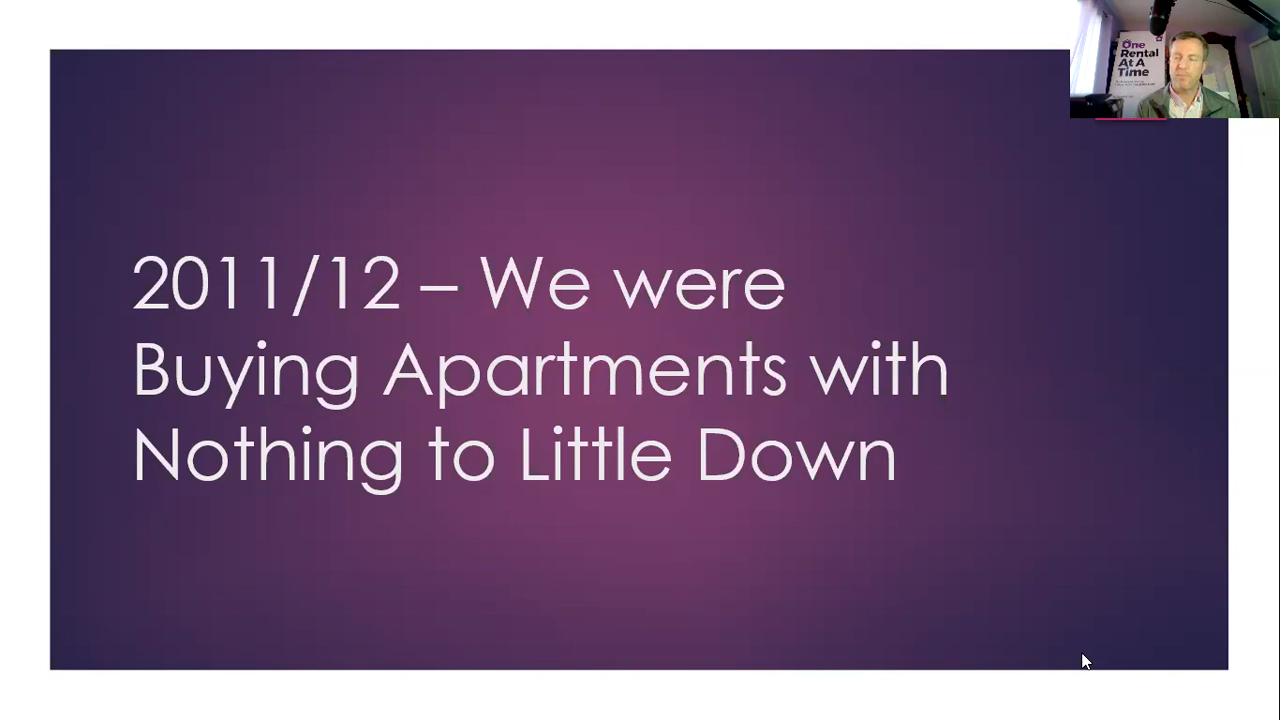 One
Rental
At A
Time
2011/12 – We were
Buying Apartments with
Nothing to Little Down